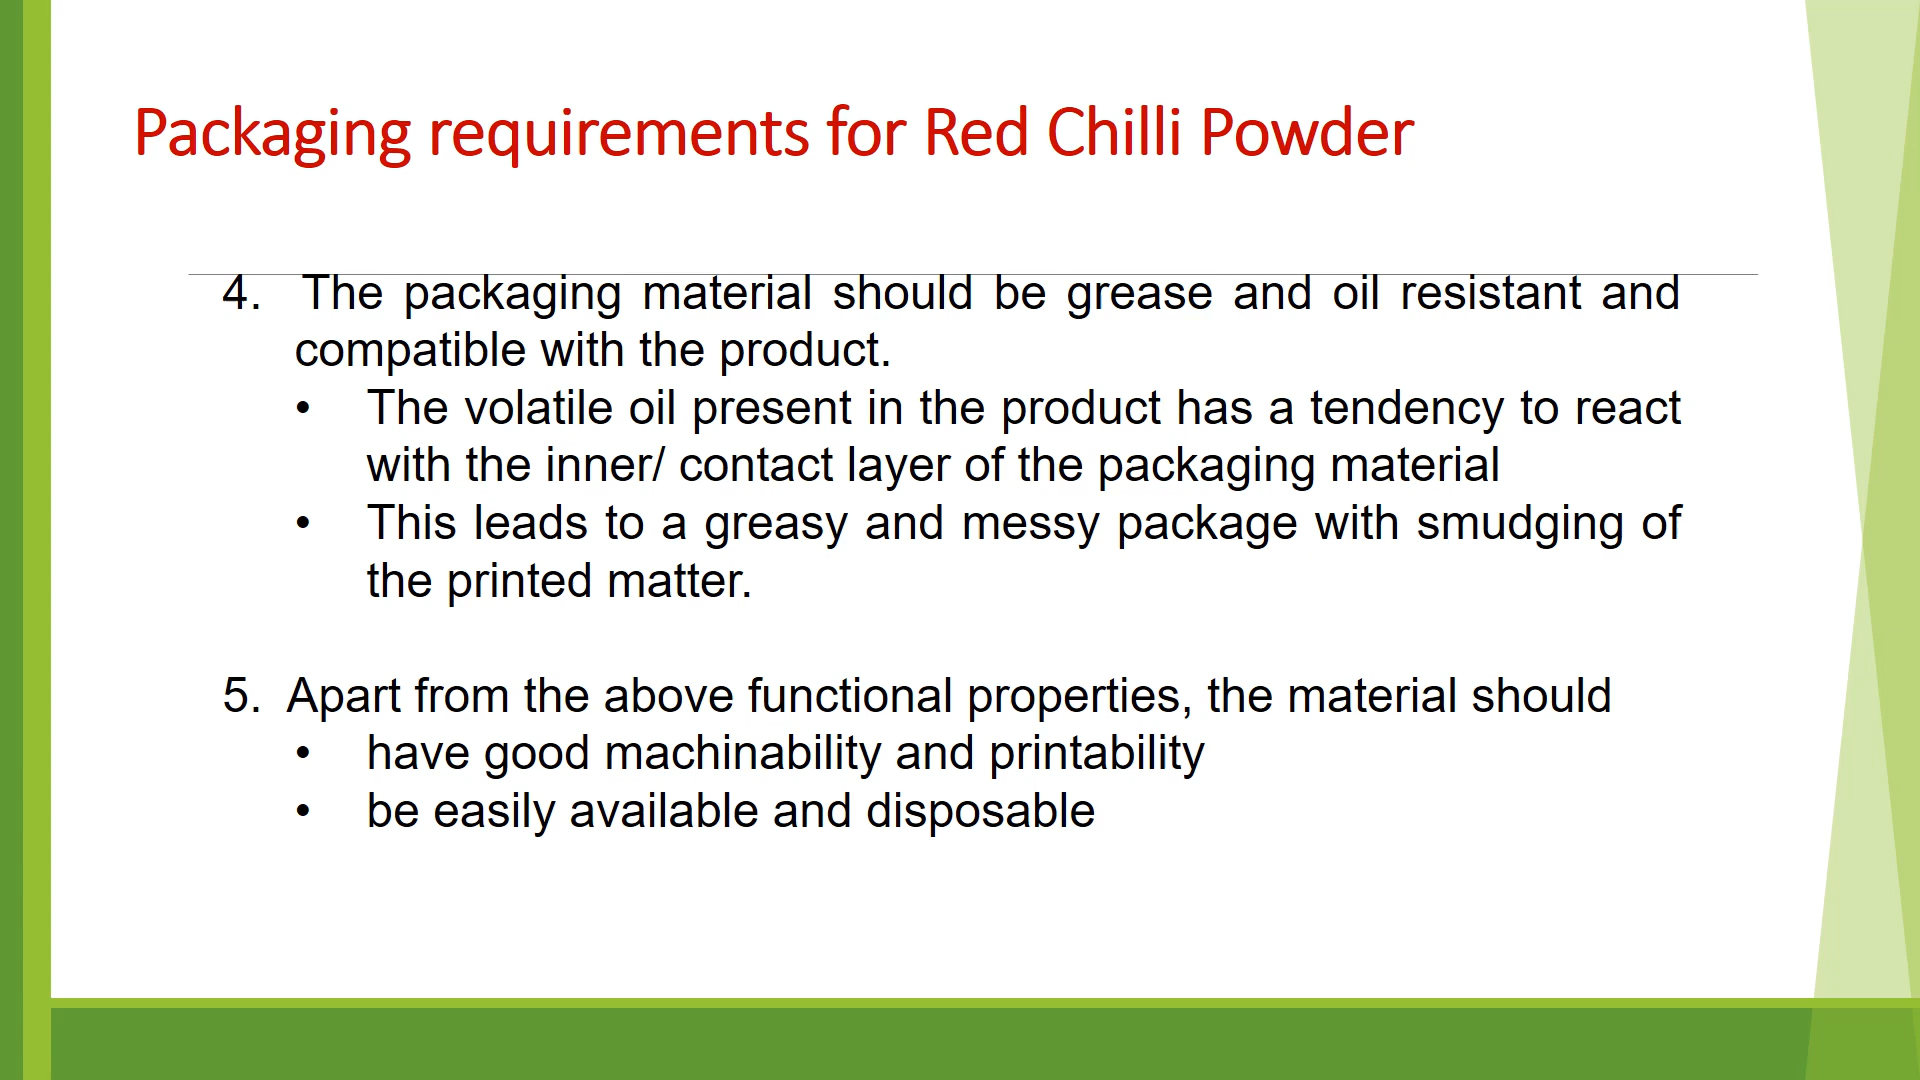 Packaging requirements for Red Chilli Powder
4. The packaging material should be grease and oil resistant and
compatible with the product.
• The volatile oil present in the product has a tendency to react
with the inner/ contact layer of the packaging material
• This leads to a greasy and messy package with smudging of
the printed matter.
5. Apart from the above functional properties, the material should
• have good machinability and printability
• be easily available and disposable